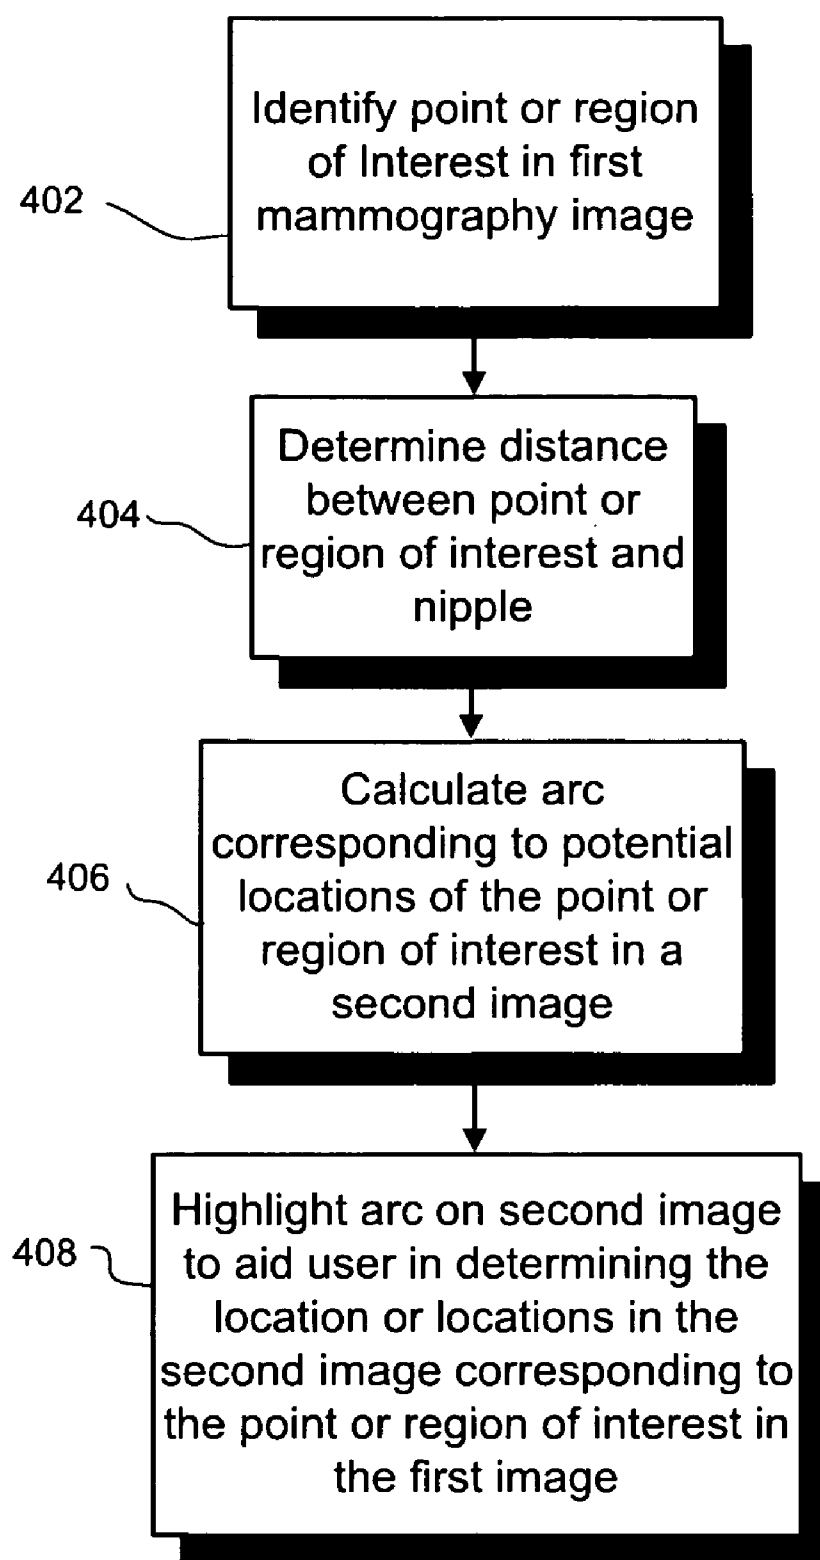 Identify point or region
of Interest in first
mammography image
402
Determine distance
between point or
region of interest and
nipple
404
Calculate arc
corresponding to potential
locations of the point or
region of interest in a
second image
406
Highlight arc on second image
to aid user in determining the
location or locations in the
second image corresponding to
the point or region of interest in
the first image
408